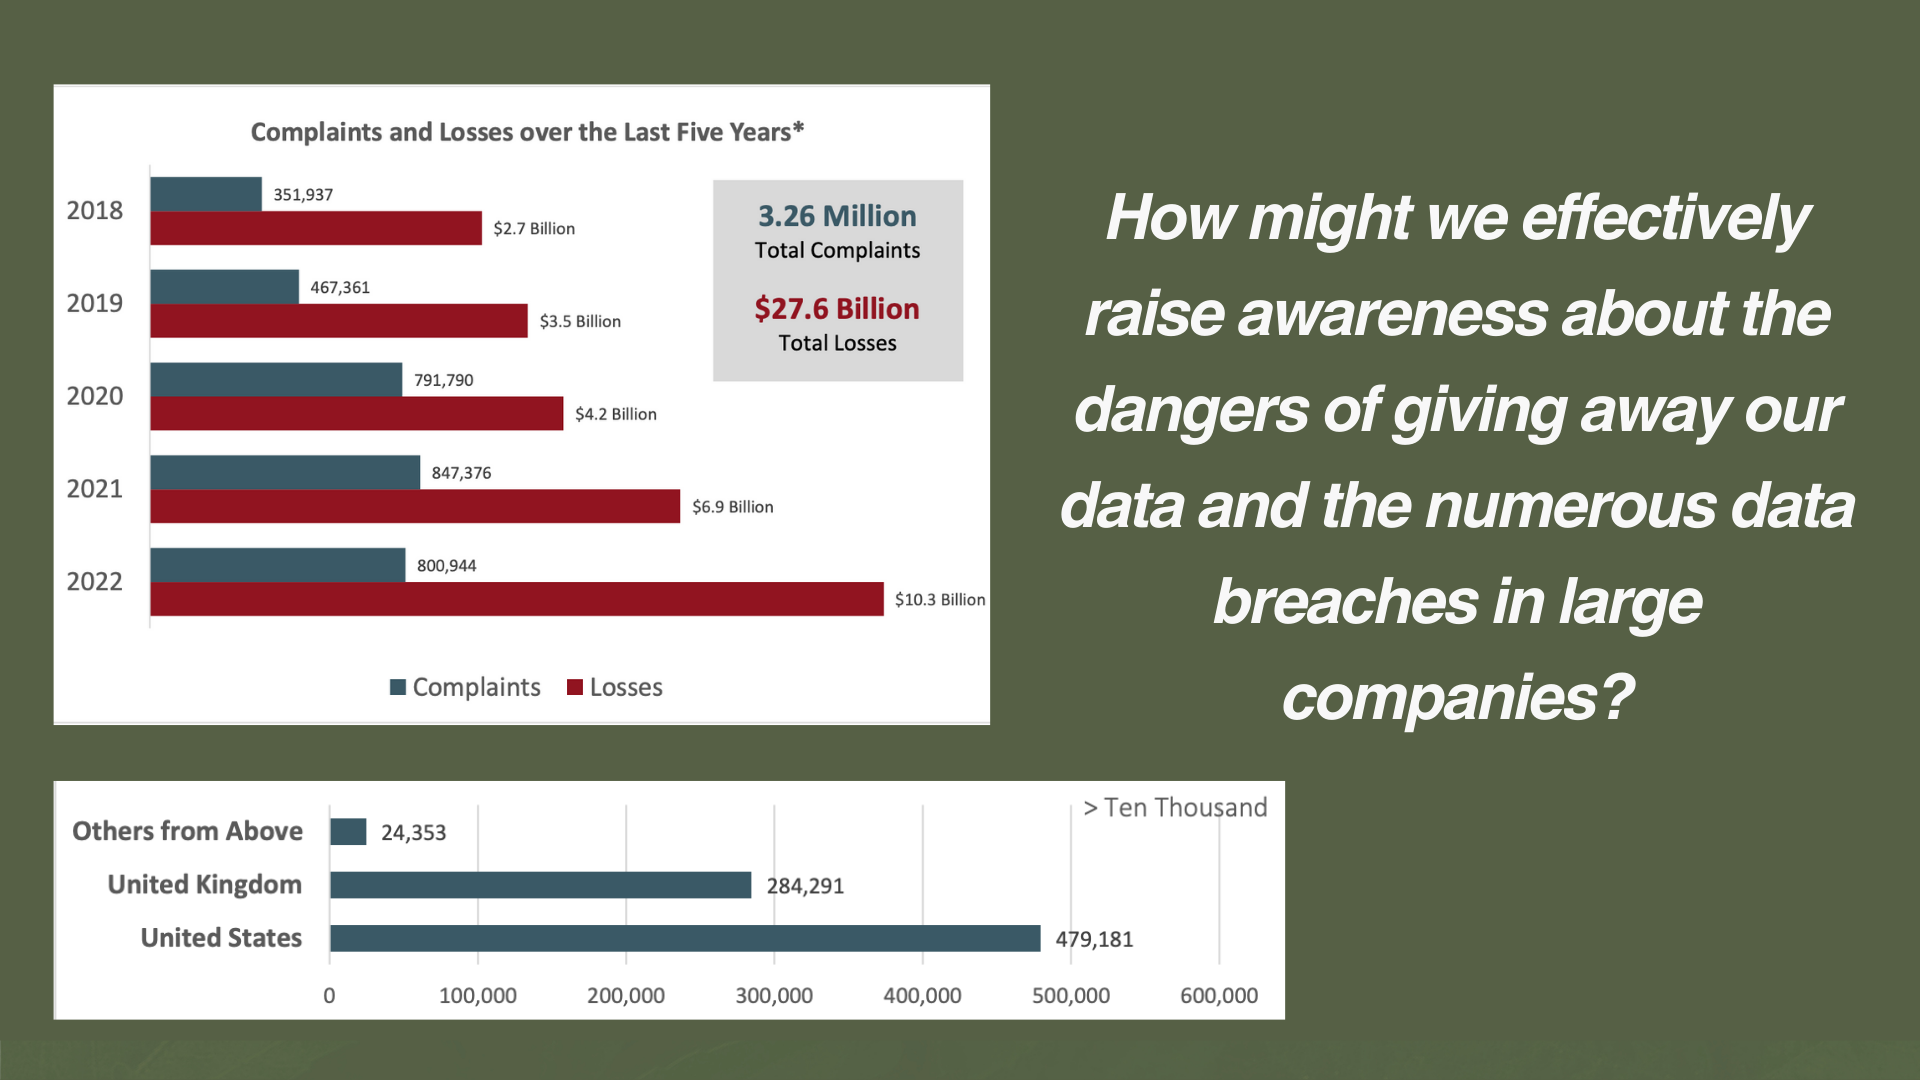 Complaints and Losses over the Last Five Years*
2018
351,937
$2.7 Billion
3.26 Million
Total Complaints
$27.6 Billion
Total Losses
2019
467,361
$3.5 Billion
2020
791,790
$4.2 Billion
2021
847,376
$6.9 Billion
2022
800,944
$10.3 Billion
Complaints Losses
How might we effectively
raise awareness about the
dangers of giving away our
data and the numerous data
breaches in large
companies?
> Ten Thousand
Others from Above 24,353
United Kingdom 284,291
United States 479,181
0 100,000 200,000 300,000 400,000 500,000 600,000